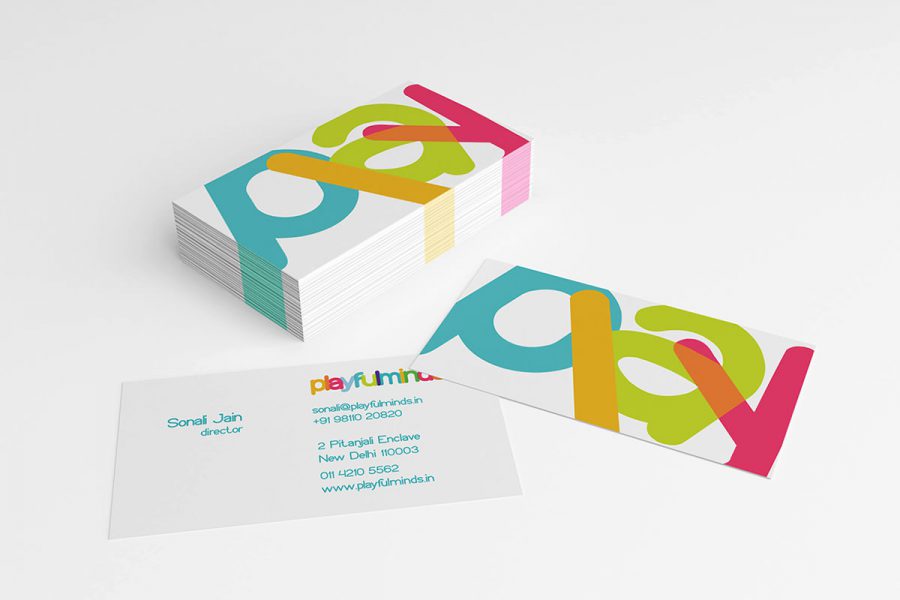 play
play
playfulminds
Sonali Jain
director
sonali@playfulminds.in
+91 98110 20820
2 Pitanjali Enclave
New Delhi 110003
011 4210 5562
www.playfulminds.in